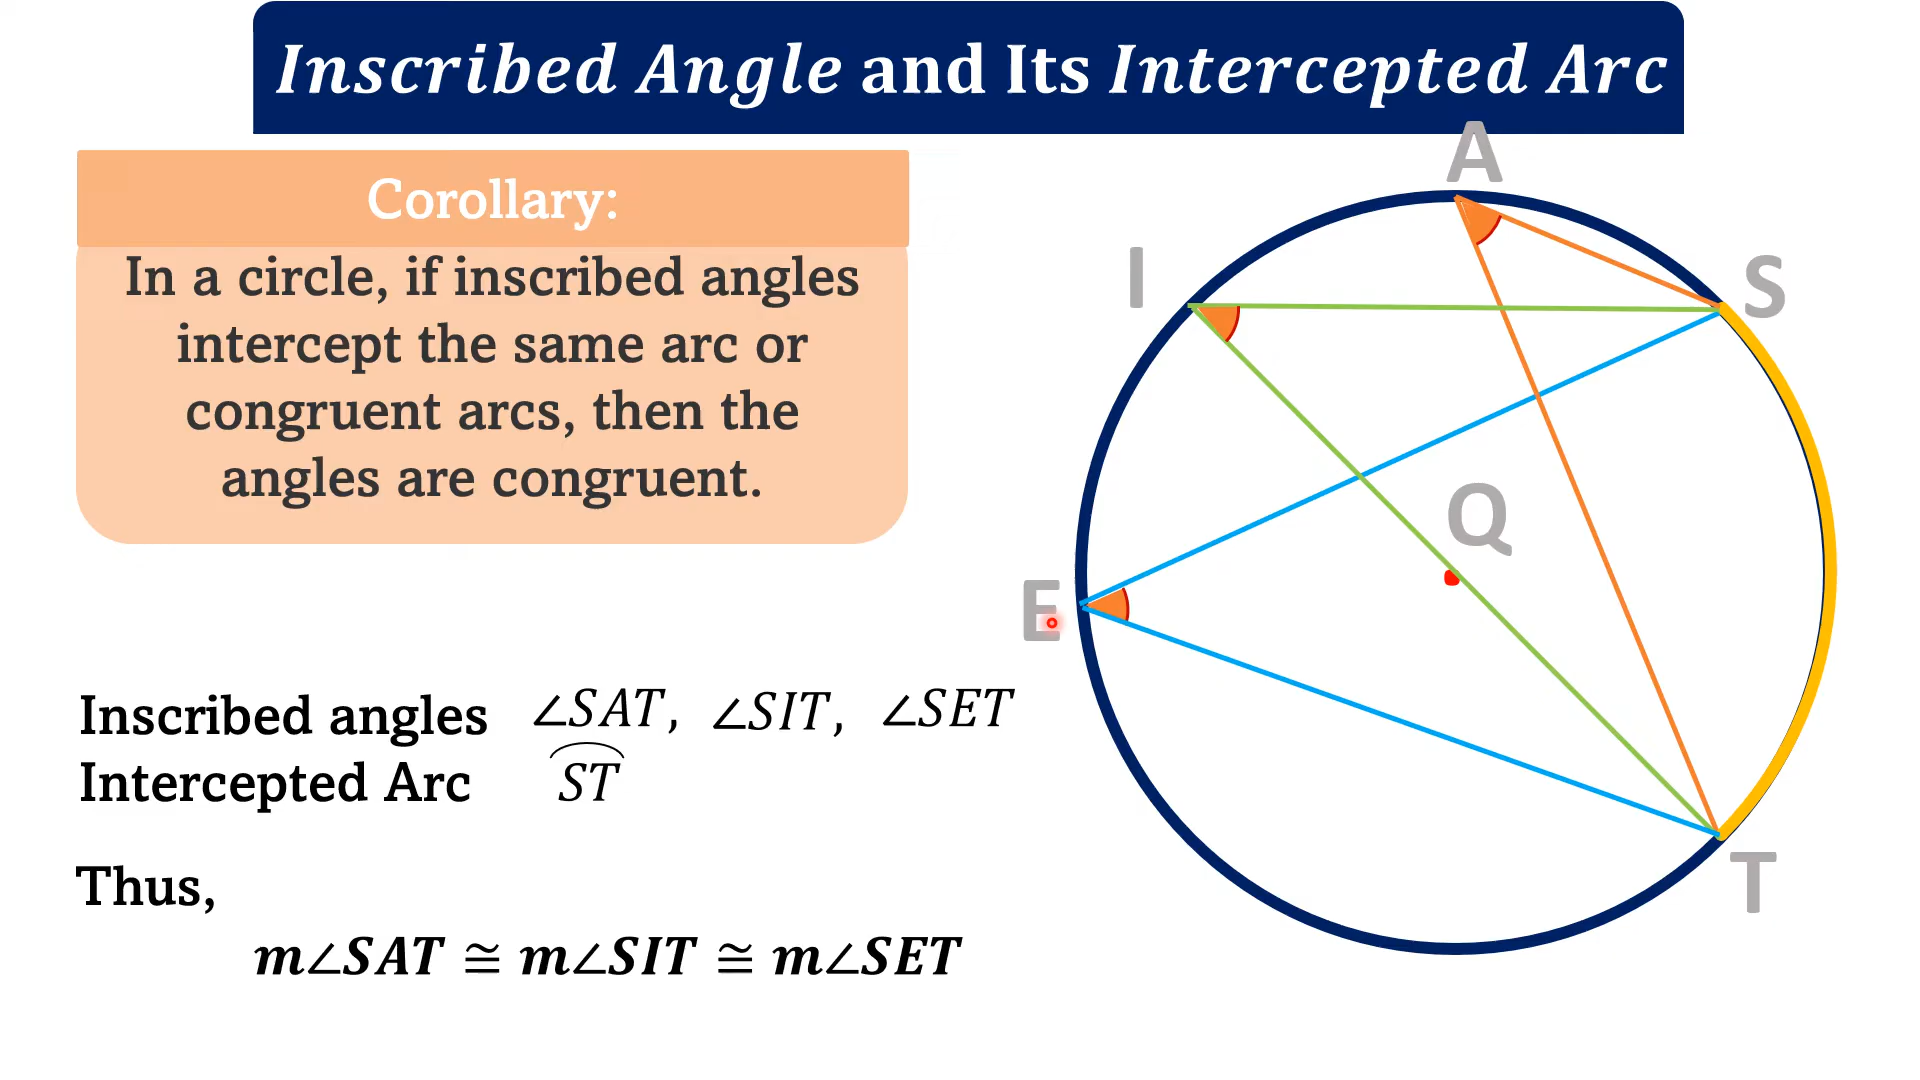 Inscribed Angle and Its Intercepted Arc
Corollary:
In a circle, if inscribed angles
intercept the same arc or
congruent arcs, then the
angles are congruent.
A
I
S
Q
E
T
Inscribed angles ∠SAT, ∠SIT, ∠SET
Intercepted Arc S͡T
Thus,
m∠SAT ≅ m∠SIT ≅ m∠SET